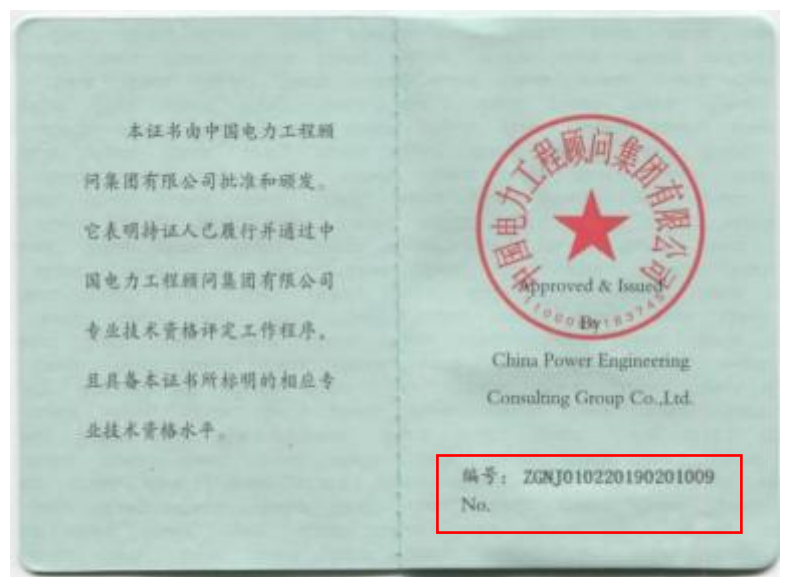 本证书由中国电力工程顾
问集团有限公司批准和颁发。
它表明持证人已履行并通过中
国电力工程顾问集团有限公司
专业技术资格评定工作程序，
且具备本证书所标明的相应专
业技术资格水平。
中国电力工程顾问集团有限公司
Approved & Issued
By
China Power Engineering
Consulting Group Co.,Ltd.
编号： ZGNJ010220190201009
No.